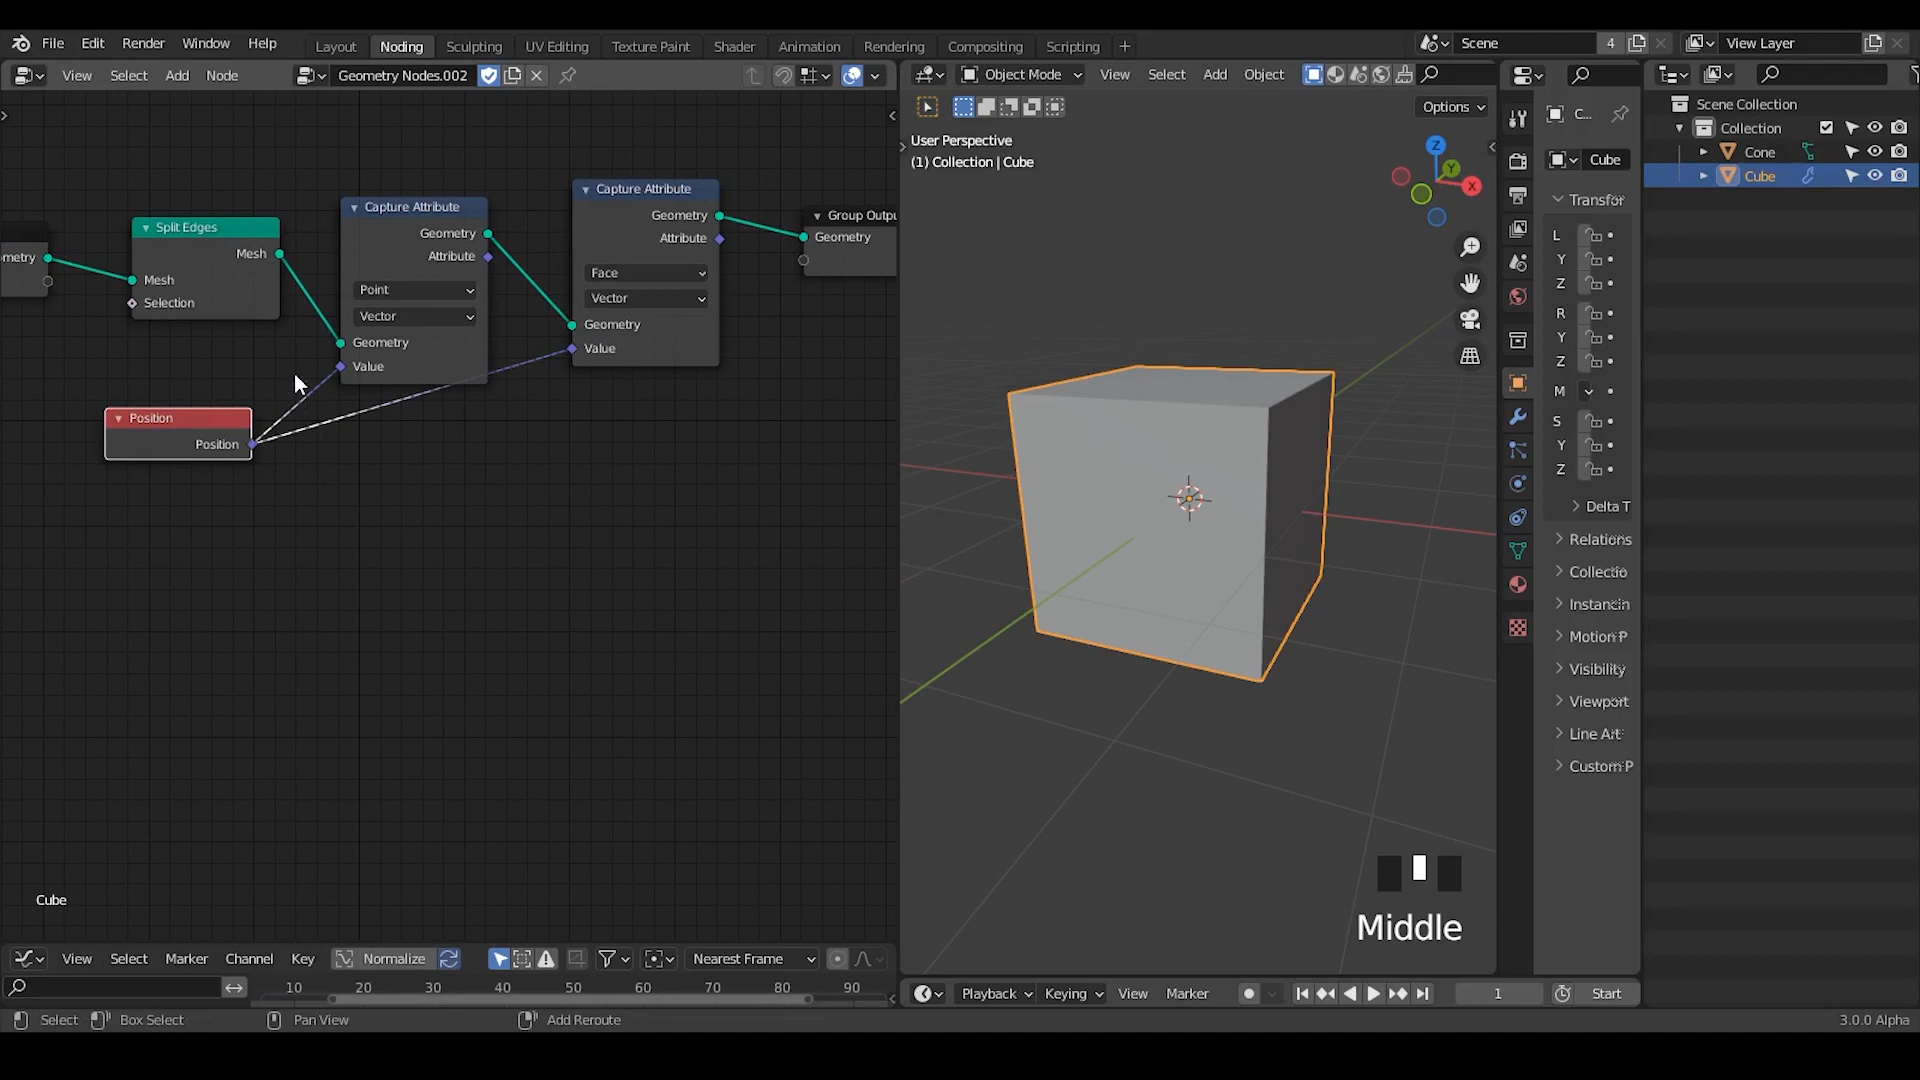 File Edit Render Window Help Layout Noding Sculpting UV Editing Texture Paint Shader Animation Rendering Compositing Scripting + Scene 4 View Layer
View Select Add Node Geometry Nodes.002 Object Mode View Select Add Object
Options
User Perspective
(1) Collection | Cube
Z
Y
X
Split Edges
Mesh
Mesh
Selection
ometry
Capture Attribute
Geometry
Attribute
Point
Vector
Geometry
Value
Capture Attribute
Geometry
Attribute
Face
Vector
Geometry
Value
Group Outpu
Geometry
Position
Position
Cube
Middle
C...
Cube
Transfor
L
Y
Z
R
Y
Z
M
S
Y
Z
Delta T
Relations
Collectio
Instancin
Motion P
Visibility
Viewport
Line Art
Custom P
Scene Collection
Collection
Cone
Cube
View Select Marker Channel Key Normalize Nearest Frame
10 20 30 40 50 60 70 80 90
Playback Keying View Marker 1 Start
Select Box Select Pan View Add Reroute 3.0.0 Alpha